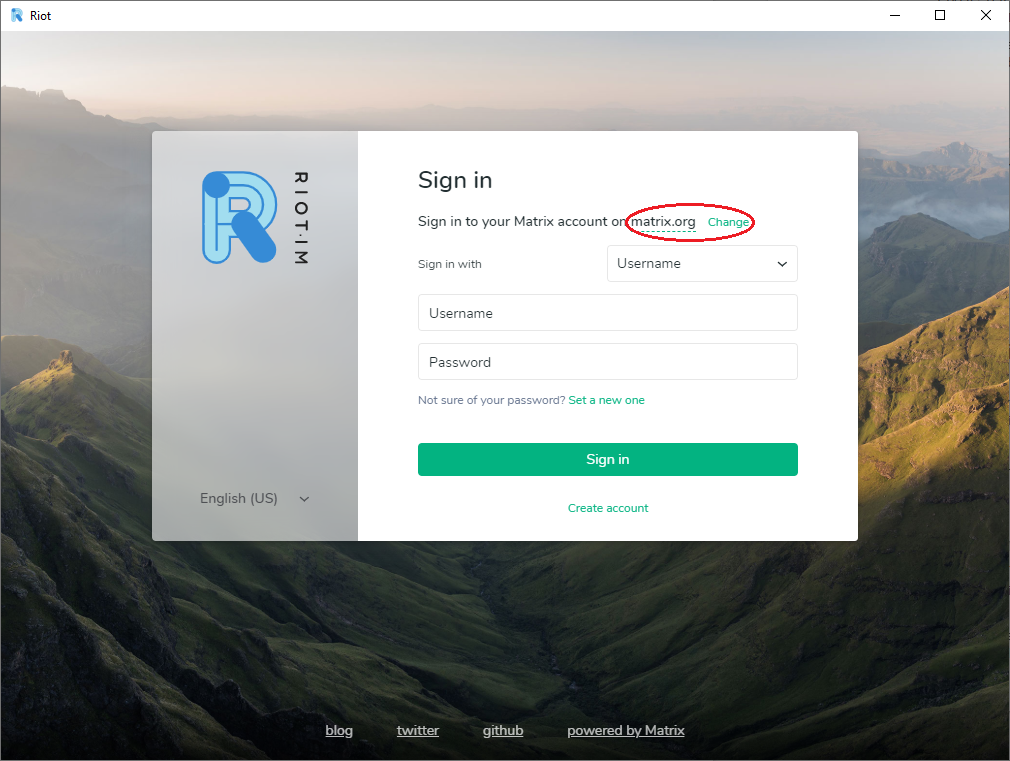 Riot
RIOT·IM
Sign in
Sign in to your Matrix account on matrix.org Change
Sign in with Username
Username
Password
Not sure of your password? Set a new one
Sign in
Create account
English (US)
blog twitter github powered by Matrix